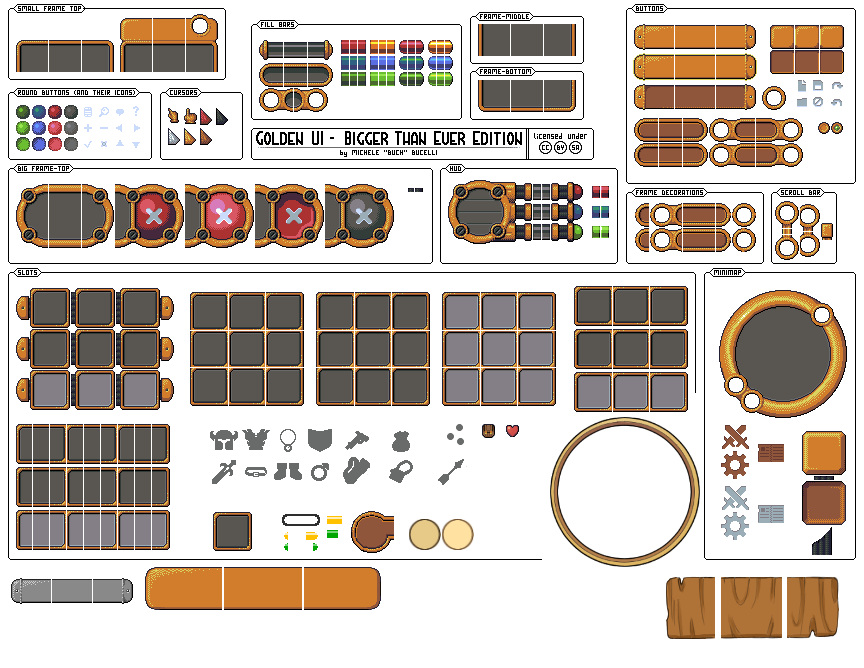 SMALL FRAME TOP
FILL BARS
FRAME-MIDDLE
BUTTONS
FRAME-BOTTOM
ROUND BUTTONS (AND THEIR ICONS)
CURSORS
GOLDEN UI - BIGGER THAN EVER EDITION
by MICHELE "BUCH" BUCELLI
licensed under
CC BY SA
BIG FRAME-TOP
HUD
FRAME DECORATIONS
SCROLL BAR
SLOTS
MINIMAP